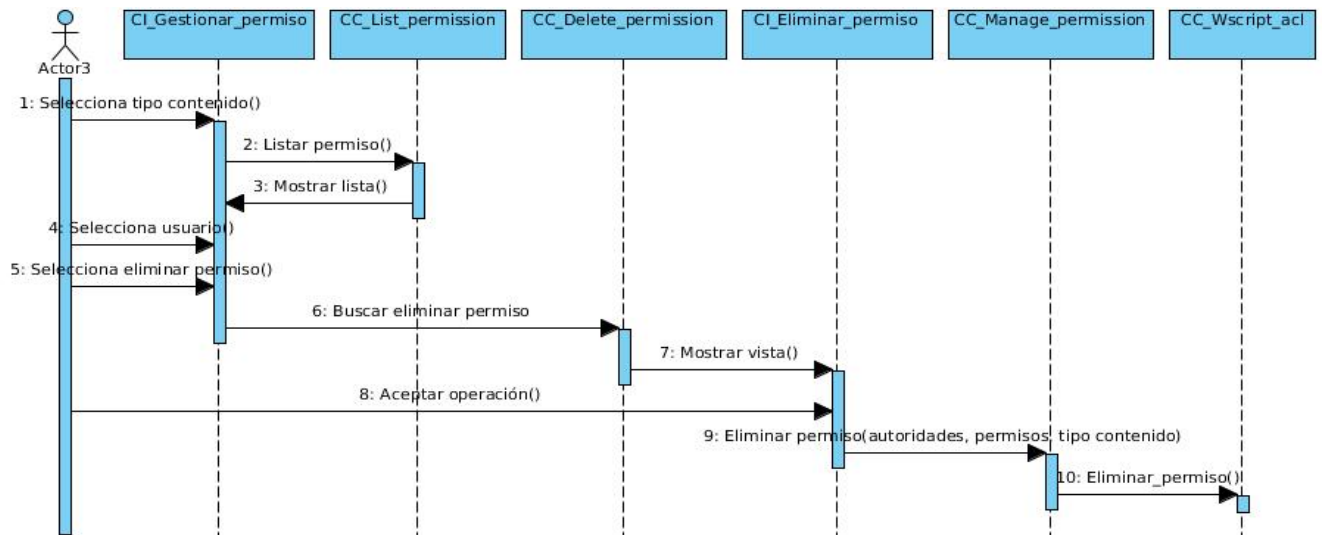 CI_Gestionar_permiso
CC_List_permission
CC_Delete_permission
CI_Eliminar_permiso
CC_Manage_permission
CC_Wscript_acl
Actor3
1: Selecciona tipo contenido()
2: Listar permiso()
3: Mostrar lista()
4: Selecciona usuario()
5: Selecciona eliminar permiso()
6: Buscar eliminar permiso
7: Mostrar vista()
8: Aceptar operación()
9: Eliminar permiso(autoridades, permisos, tipo contenido)
10: Eliminar_permiso()